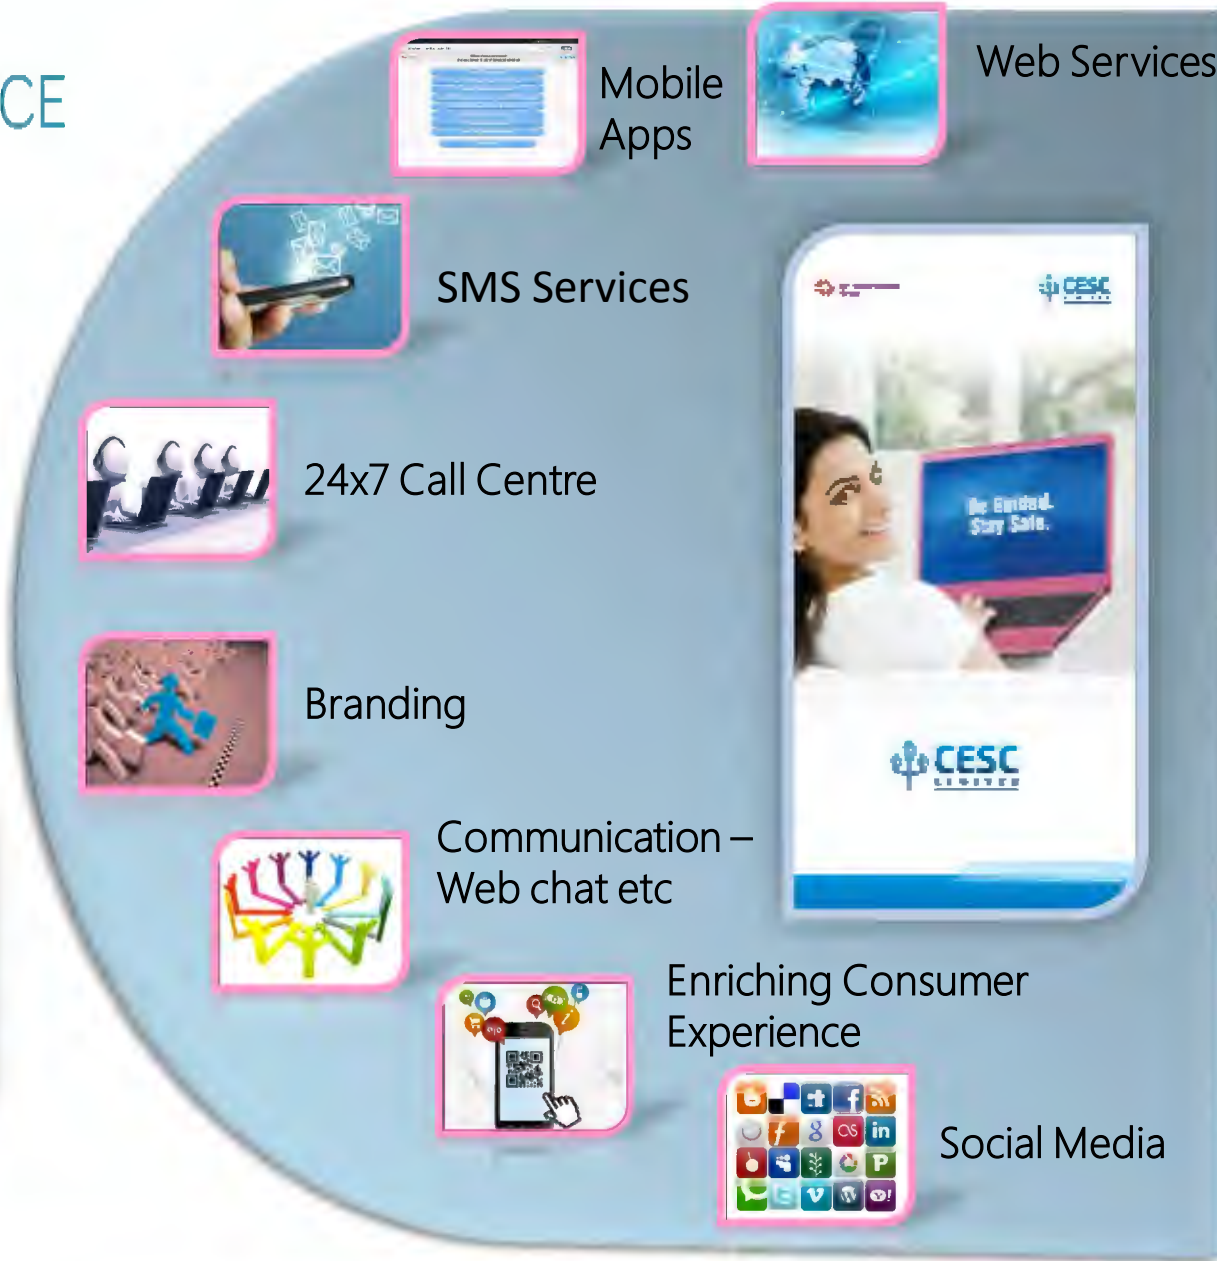 CE
Mobile
Apps
Web Services
SMS Services
CESC
24x7 Call Centre
Be Guided.
Stay Safe.
Branding
CESC
LIMITED
Communication –
Web chat etc
Enriching Consumer
Experience
Social Media